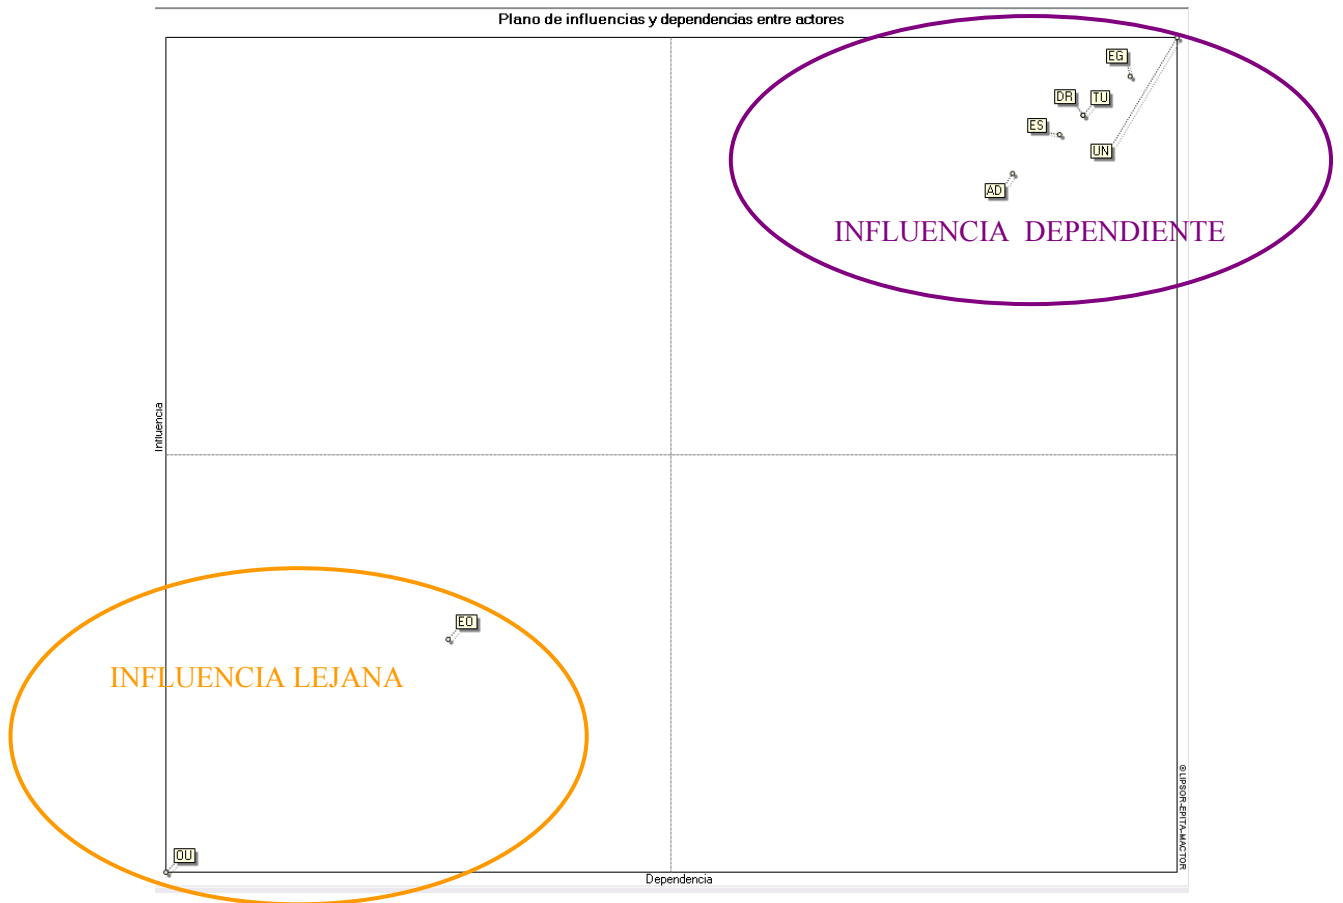 Plano de influencias y dependencias entre actores
EG
DR
TU
ES
UN
AD
INFLUENCIA DEPENDIENTE
Influencia
EO
INFLUENCIA LEJANA
OU
© LIPSOR-EPITA-MACTOR
Dependencia